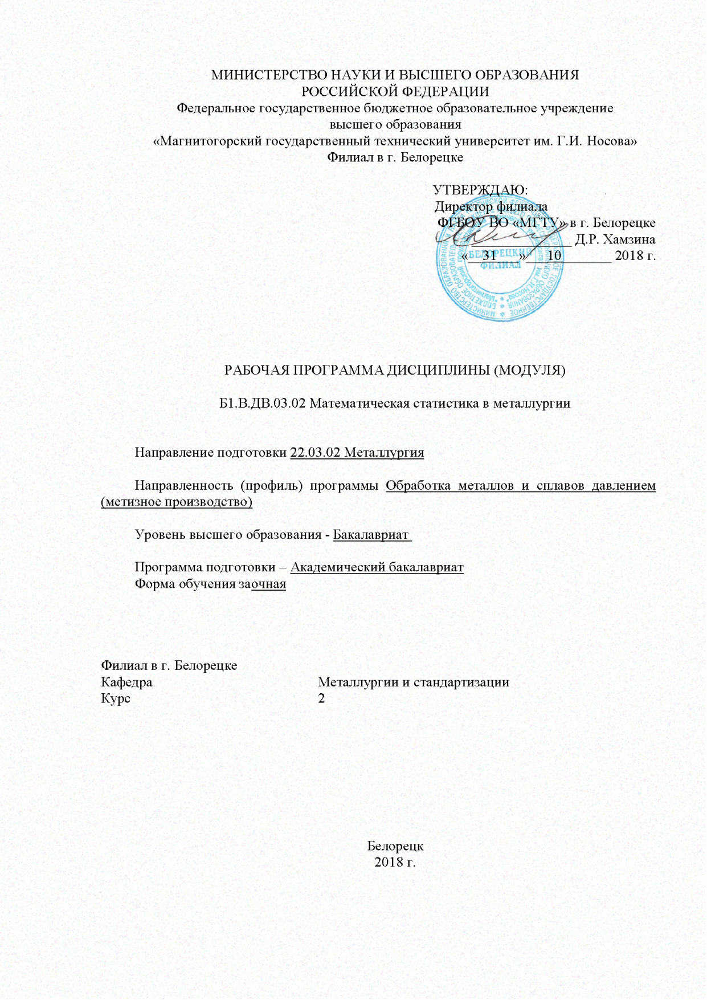 МИНИСТЕРСТВО НАУКИ И ВЫСШЕГО ОБРАЗОВАНИЯ
РОССИЙСКОЙ ФЕДЕРАЦИИ
Федеральное государственное бюджетное образовательное учреждение
высшего образования
«Магнитогорский государственный технический университет им. Г.И. Носова»
Филиал в г. Белорецке
УТВЕРЖДАЮ:
Директор филиала
ФГБОУ ВО «МГТУ» в г. Белорецке
______________ Д.Р. Хамзина
«__31___»___10_______ 2018 г.
БЕЛОРЕЦКИЙ
ФИЛИАЛ
РАБОЧАЯ ПРОГРАММА ДИСЦИПЛИНЫ (МОДУЛЯ)
Б1.В.ДВ.03.02 Математическая статистика в металлургии
Направление подготовки 22.03.02 Металлургия
Направленность (профиль) программы Обработка металлов и сплавов давлением
(метизное производство)
Уровень высшего образования - Бакалавриат
Программа подготовки – Академический бакалавриат
Форма обучения заочная
Филиал в г. Белорецке
Кафедра Металлургии и стандартизации
Курс 2
Белорецк
2018 г.